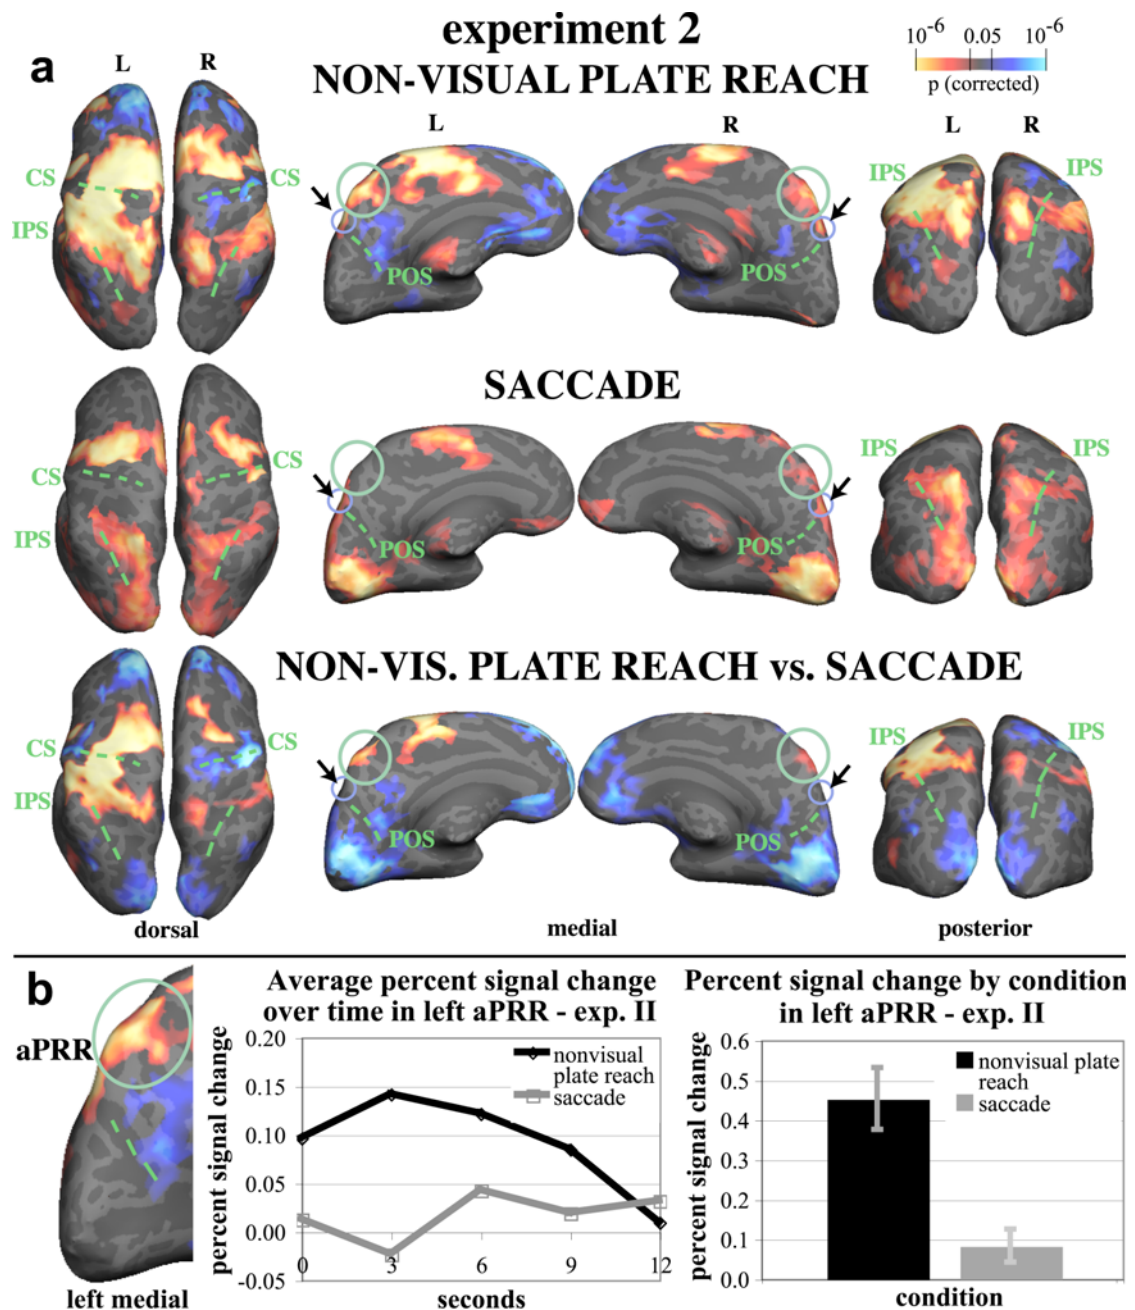 experiment 2
a
L R
NON-VISUAL PLATE REACH
10⁻⁶ 0.05 10⁻⁶
p (corrected)
L R
L R
CS CS
IPS
POS POS
IPS IPS
SACCADE
CS CS
IPS
POS POS
IPS IPS
NON-VIS. PLATE REACH vs. SACCADE
CS CS
IPS
POS POS
IPS IPS
dorsal medial posterior
b
aPRR
left medial
Average percent signal change
over time in left aPRR - exp. II
percent signal change
0.20
0.15
0.10
0.05
0.00
-0.05
nonvisual
plate reach
saccade
0 3 6 9 12
seconds
Percent signal change by condition
in left aPRR - exp. II
percent signal change
0.6
0.5
0.4
0.3
0.2
0.1
0.0
nonvisual plate
reach
saccade
condition